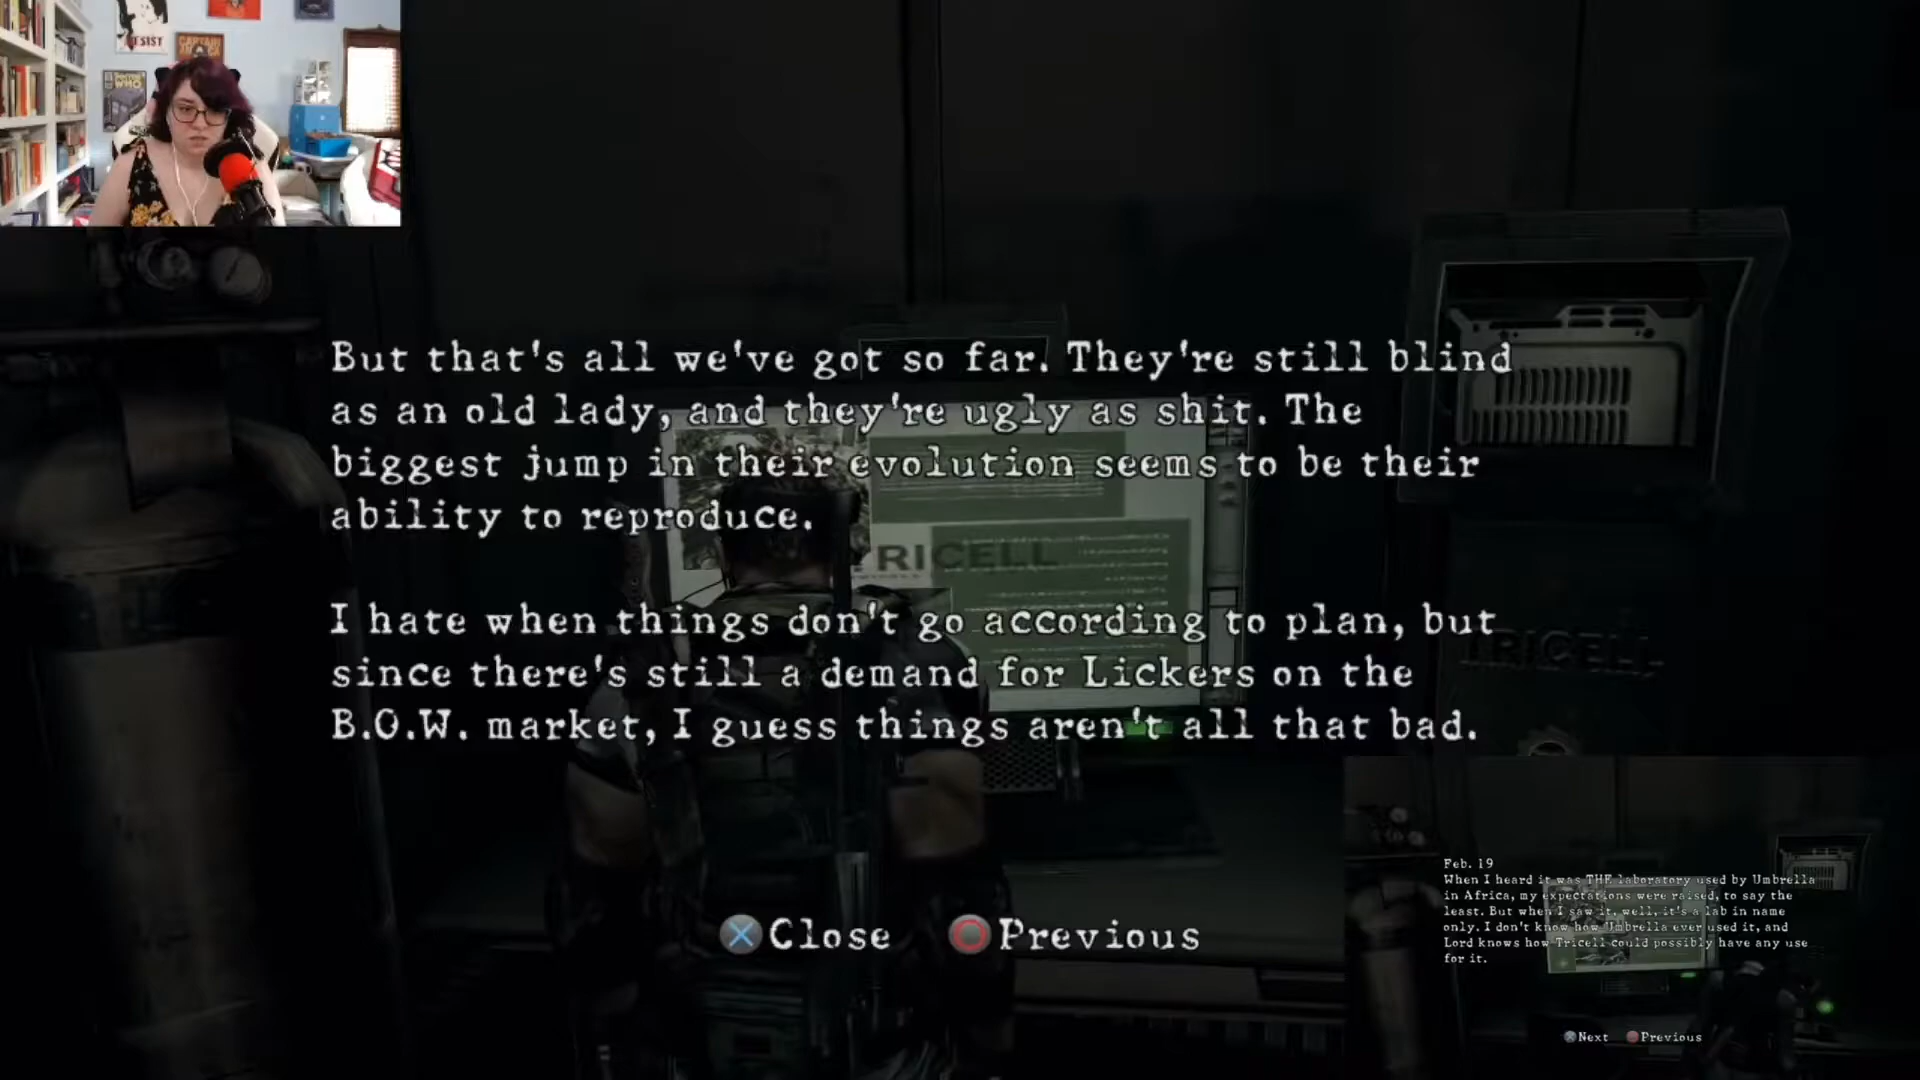 RESIST
CAPTAIN
WHO
But that's all we've got so far. They're still blind
as an old lady, and they're ugly as shit. The
biggest jump in their evolution seems to be their
ability to reproduce.
TRICELL
I hate when things don't go according to plan, but
since there's still a demand for Lickers on the
B.O.W. market, I guess things aren't all that bad.
TRICELL
Close Previous
Feb. 19
When I heard it was THE laboratory used by Umbrella
in Africa, my expectations were raised, to say the
least. But when I saw it, well, it's a lab in name
only. I don't know how Umbrella ever used it, and
Lord knows how Tricell could possibly have any use
for it.
Next Previous